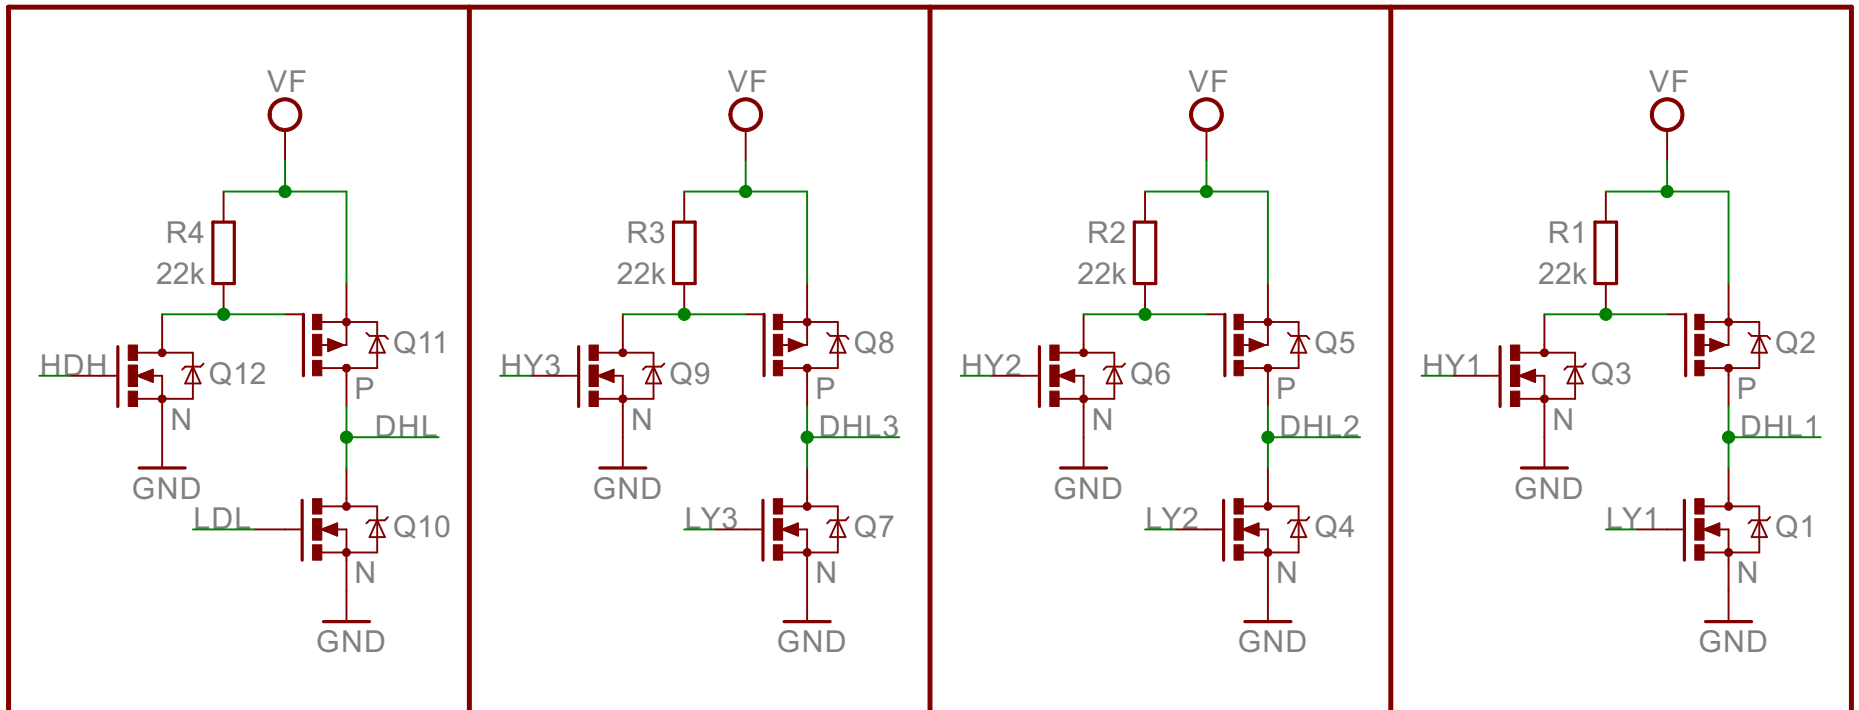 VF
R4
22k
HDH
Q12
N
GND
Q11
P
DHL
LDL
Q10
N
GND
VF
R3
22k
HY3
Q9
N
GND
Q8
P
DHL3
LY3
Q7
N
GND
VF
R2
22k
HY2
Q6
N
GND
Q5
P
DHL2
LY2
Q4
N
GND
VF
R1
22k
HY1
Q3
N
GND
Q2
P
DHL1
LY1
Q1
N
GND